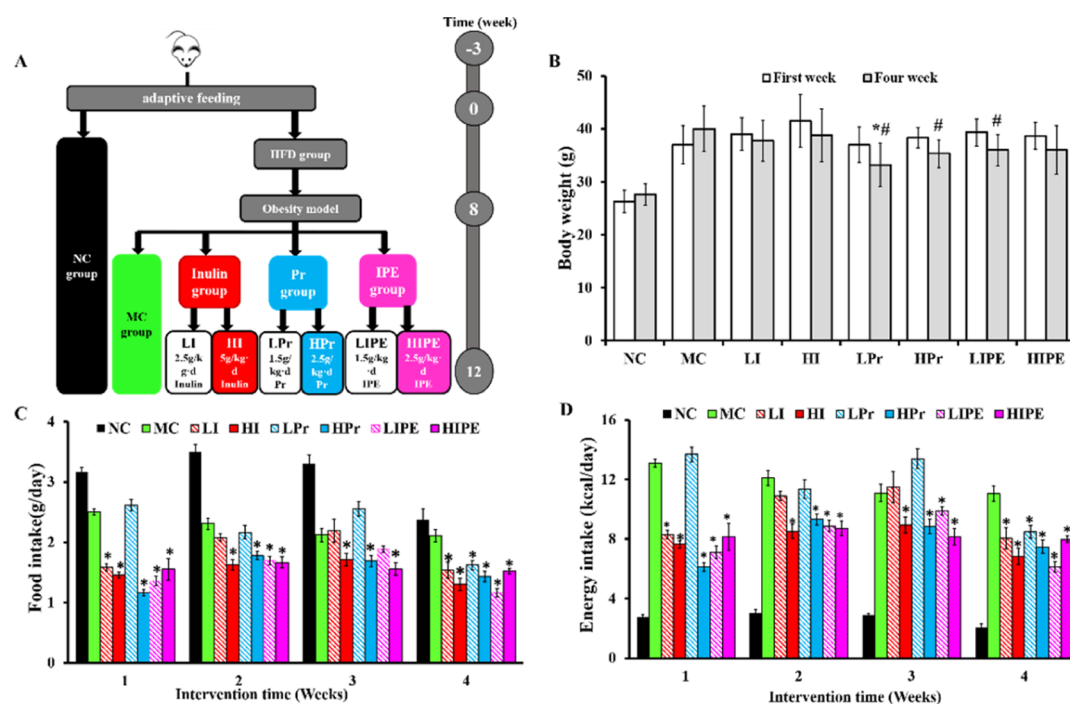 A
Time (week)
-3
adaptive feeding
0
HFD group
Obesity model
8
NC
group
MC
group
Inulin
group
Pr
group
IPE
group
LI
2.5g/k
g·d
Inulin
HI
5g/kg·
d
Inulin
LPr
1.5g/
kg·d
Pr
HPr
2.5g/
kg·d
Pr
LIPE
1.5g/kg
·d
IPE
HIPE
2.5g/kg·
d
IPE
12
B
First week Four week
Body weight (g)
50
40
30
20
10
0
*# # #
NC MC LI HI LPr HPr LIPE HIPE
C
NC MC LI HI LPr HPr LIPE HIPE
Food intake(g/day)
4
3
2
1
0
* * * * *
* * * *
* * *
* * * * * *
1 2 3 4
Intervention time (Weeks)
D
NC MC LI HI LPr HPr LIPE HIPE
Energy intake (kcal/day)
16
12
8
4
0
* * * * *
* * * *
* * * *
* * * * * *
1 2 3 4
Intervention time (Weeks)